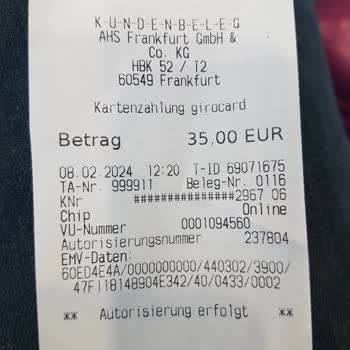 K-U-N-D-E-N-B-E-L-E-G
AHS Frankfurt GmbH &
Co. KG
HBK 52 / T2
60549 Frankfurt
Kartenzahlung girocard
Betrag 35,00 EUR
08.02.2024 12:20 T-ID 69071675
TA-Nr. 999911 Beleg-Nr. 0116
KNr ###############2967 06
Chip Online
VU-Nummer 0001094560
Autorisierungsnummer 237804
EMV-Daten:
60ED4E4A/0000000000/440302/3900/
47F118148904E342/40/0433/0002
** Autorisierung erfolgt **